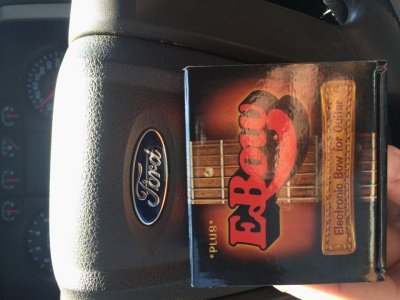 Ford
*PLUS*
EBow
Electronic Bow for Guitar